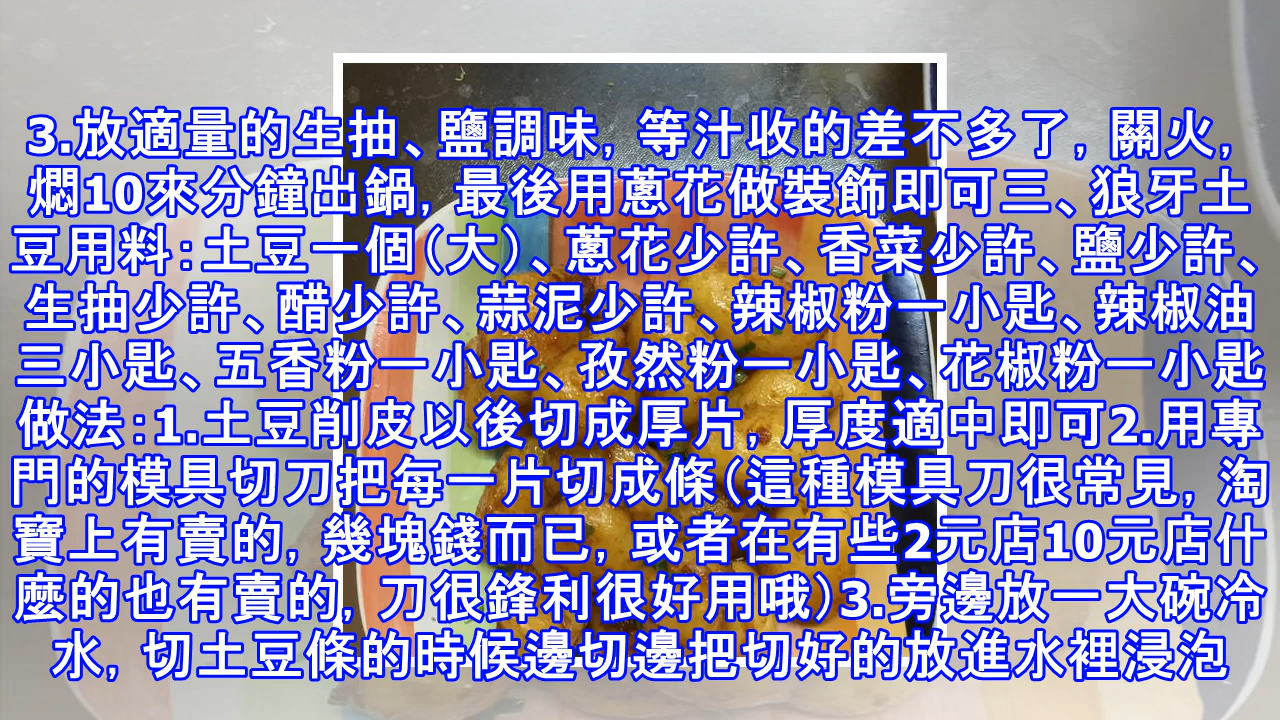 3.放適量的生抽、鹽調味,等汁收的差不多了,關火,
燜10來分鐘出鍋,最後用蔥花做裝飾即可三、狼牙土
豆用料:土豆一個(大)、蔥花少許、香菜少許、鹽少許、
生抽少許、醋少許、蒜泥少許、辣椒粉一小匙、辣椒油
三小匙、五香粉一小匙、孜然粉一小匙、花椒粉一小匙
做法:1.土豆削皮以後切成厚片,厚度適中即可2.用專
門的模具切刀把每一片切成條(這種模具刀很常見,淘
寶上有賣的,幾塊錢而已,或者在有些2元店10元店什
麼的也有賣的,刀很鋒利很好用哦)3.旁邊放一大碗冷
水,切土豆條的時候邊切邊把切好的放進水裡浸泡